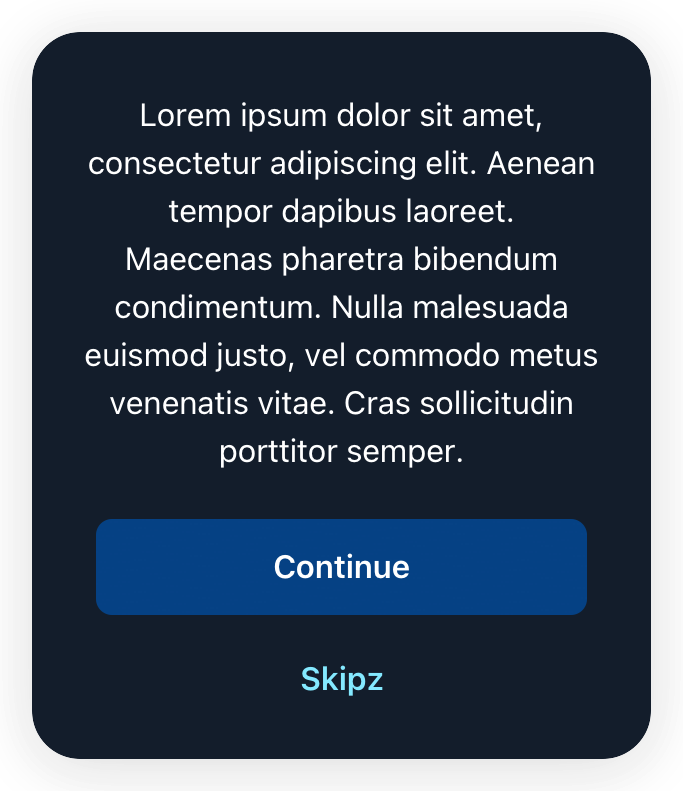 Lorem ipsum dolor sit amet,
consectetur adipiscing elit. Aenean
tempor dapibus laoreet.
Maecenas pharetra bibendum
condimentum. Nulla malesuada
euismod justo, vel commodo metus
venenatis vitae. Cras sollicitudin
porttitor semper.
Continue
Skipz